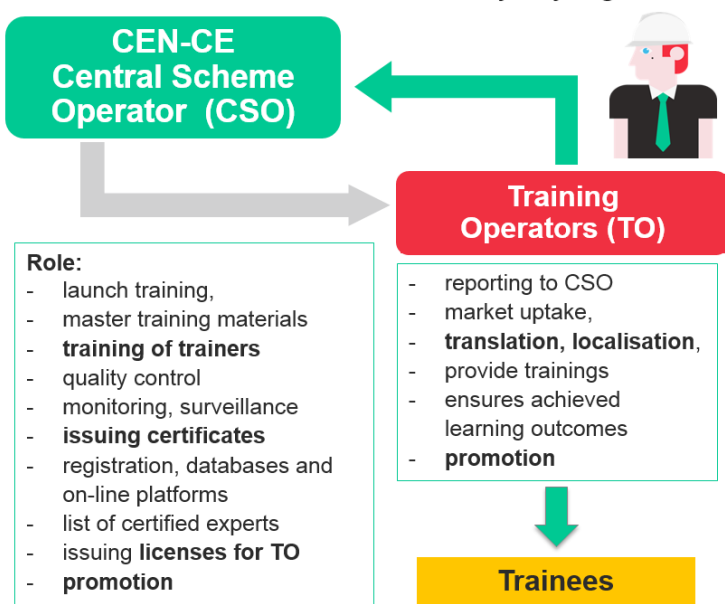 CEN-CE
Central Scheme
Operator (CSO)
Training
Operators (TO)
Role:
- launch training,
- master training materials
- training of trainers
- quality control
- monitoring, surveillance
- issuing certificates
- registration, databases and
on-line platforms
- list of certified experts
- issuing licenses for TO
- promotion
- reporting to CSO
- market uptake,
- translation, localisation,
- provide trainings
- ensures achieved
learning outcomes
- promotion
Trainees